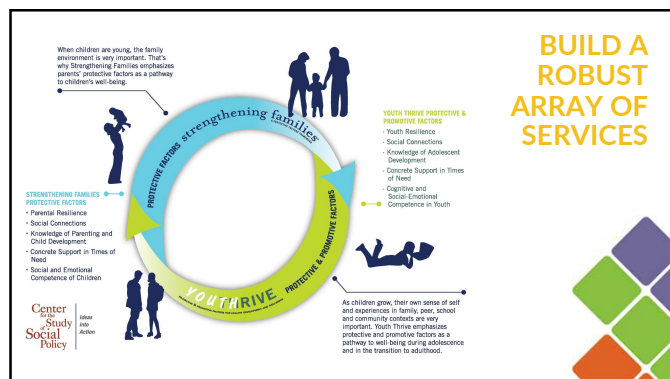 BUILD A
ROBUST
ARRAY OF
SERVICES
When children are young, the family
environment is very important. That's
why Strengthening Families emphasizes
parents' protective factors as a pathway
to children's well-being.
PROTECTIVE FACTORS strengthening families
YOUTH THRIVE PROTECTIVE &
PROMOTIVE FACTORS
· Youth Resilience
· Social Connections
· Knowledge of Adolescent
Development
· Concrete Support in Times
of Need
· Cognitive and
Social-Emotional
Competence in Youth
STRENGTHENING FAMILIES
PROTECTIVE FACTORS
• Parental Resilience
• Social Connections
• Knowledge of Parenting and
Child Development
• Concrete Support in Times of
Need
• Social and Emotional
Competence of Children
YOUTHRIVE PROTECTIVE & PROMOTIVE FACTORS
As children grow, their own sense of self
and experiences in family, peer, school
and community contexts are very
important. Youth Thrive emphasizes
protective and promotive factors as a
pathway to well-being during adolescence
and in the transition to adulthood.
Center
for the
Study
of
Social
Policy
Ideas
into
Action